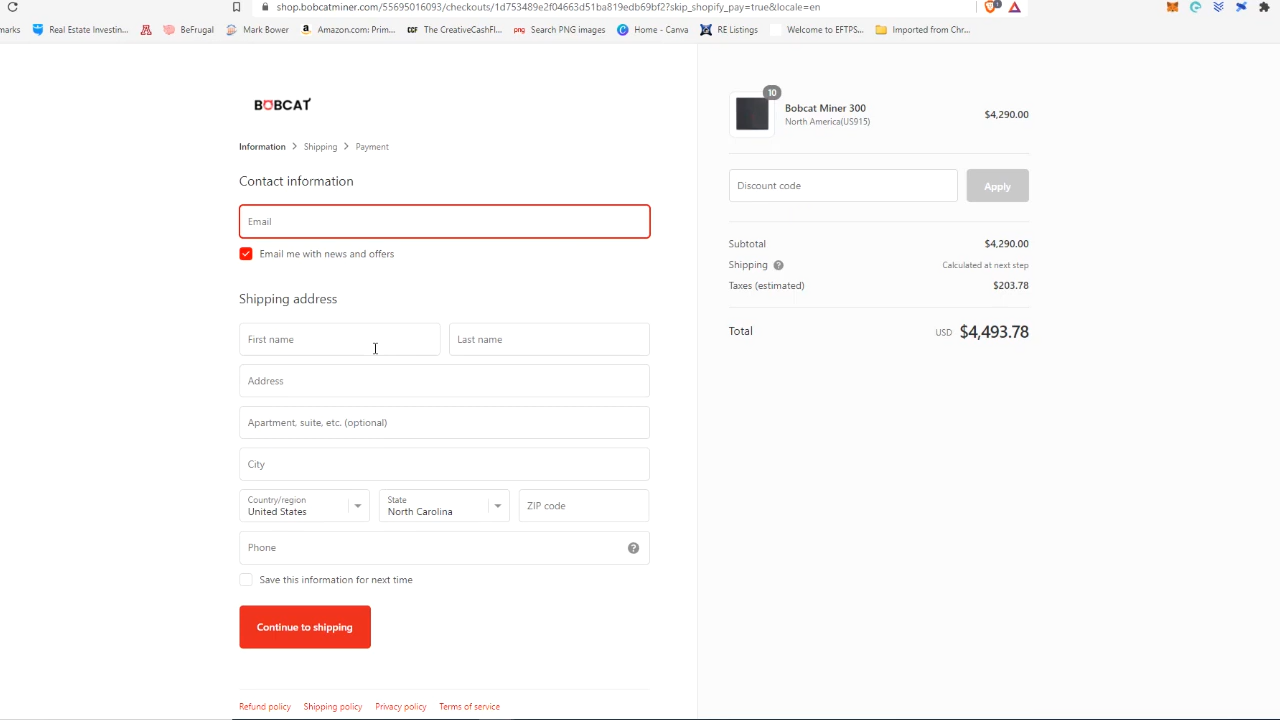 shop.bobcatminer.com/55695016093/checkouts/1d753489e2f04663d51ba819edb69bf2?skip_shopify_pay=true&locale=en
1
marks
Real Estate Investin...
BeFrugal
Mark Bower
Amazon.com: Prim...
CCF The CreativeCashFl...
png Search PNG images
Home - Canva
RE Listings
Welcome to EFTPS...
Imported from Chr...
BOBCAT
Information > Shipping > Payment
Contact information
Email
Email me with news and offers
Shipping address
First name
Last name
Address
Apartment, suite, etc. (optional)
City
Country/region
United States
State
North Carolina
ZIP code
Phone
?
Save this information for next time
Continue to shipping
Refund policy
Shipping policy
Privacy policy
Terms of service
10
Bobcat Miner 300
North America(US915)
$4,290.00
Discount code
Apply
Subtotal
$4,290.00
Shipping ?
Calculated at next step
Taxes (estimated)
$203.78
Total
USD $4,493.78